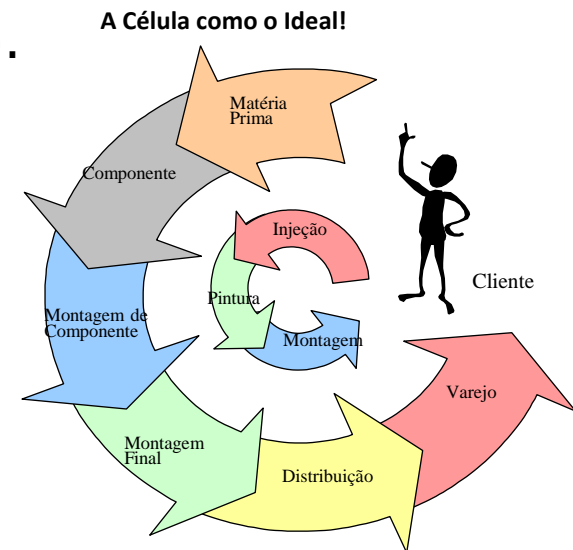 A Célula como o Ideal!
Matéria
Prima
Componente
Injeção
Pintura
Cliente
Montagem de
Componente
Montagem
Varejo
Montagem
Final
Distribuição